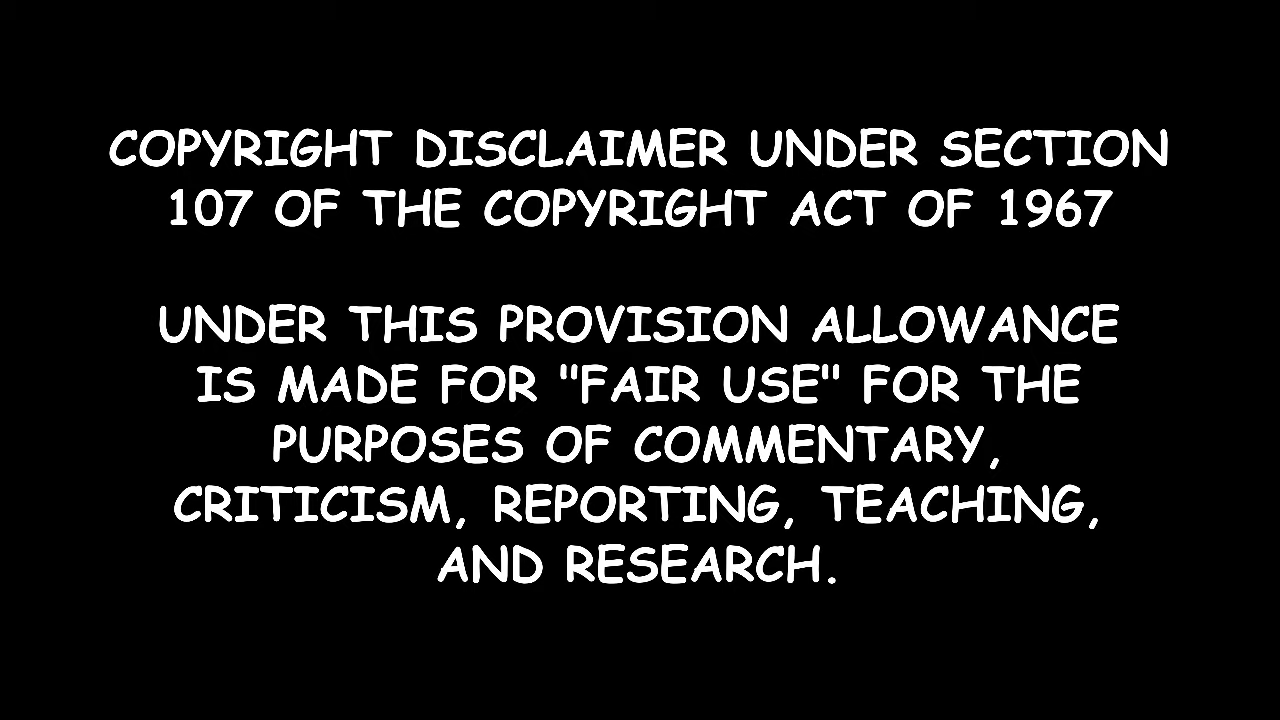 COPYRIGHT DISCLAIMER UNDER SECTION
107 OF THE COPYRIGHT ACT OF 1967
UNDER THIS PROVISION ALLOWANCE
IS MADE FOR "FAIR USE" FOR THE
PURPOSES OF COMMENTARY,
CRITICISM, REPORTING, TEACHING,
AND RESEARCH.